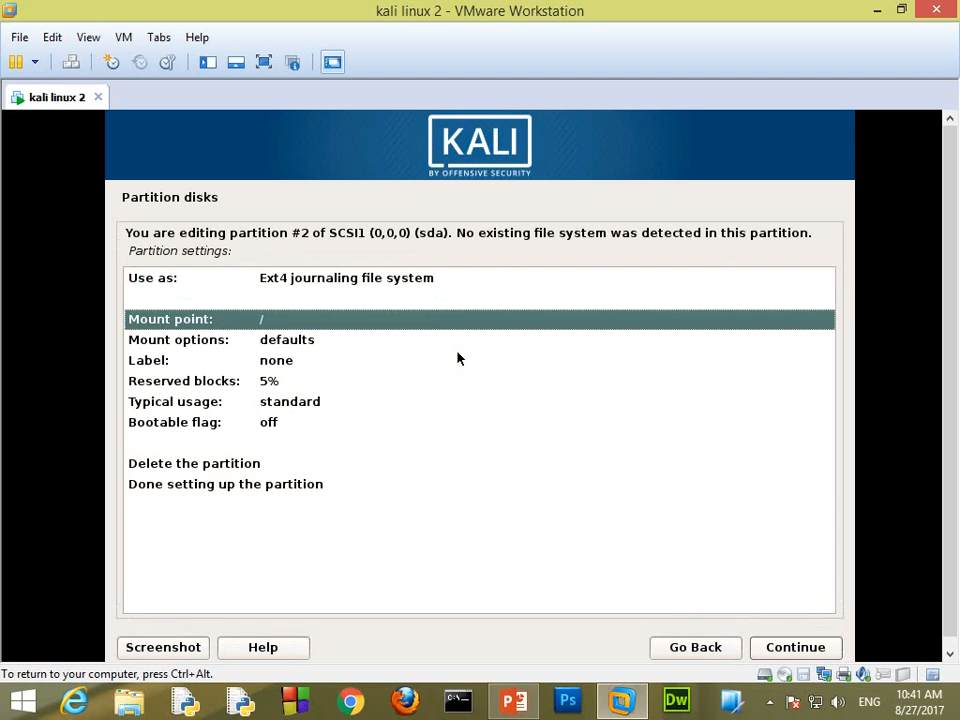 kali linux 2 - VMware Workstation
File Edit View VM Tabs Help
kali linux 2
KALI
BY OFFENSIVE SECURITY
Partition disks
You are editing partition #2 of SCSI1 (0,0,0) (sda). No existing file system was detected in this partition.
Partition settings:
Use as: Ext4 journaling file system
Mount point: /
Mount options: defaults
Label: none
Reserved blocks: 5%
Typical usage: standard
Bootable flag: off
Delete the partition
Done setting up the partition
Screenshot Help Go Back Continue
To return to your computer, press Ctrl+Alt.
Ps Dw ENG 10:41 AM
8/27/2017